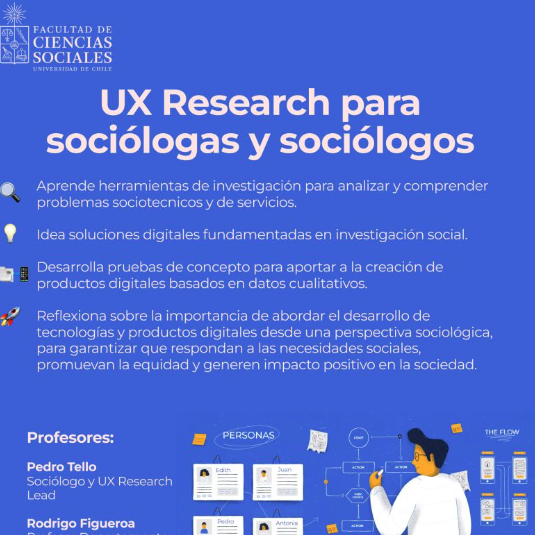 FACULTAD DE
CIENCIAS
SOCIALES
UNIVERSIDAD DE CHILE
UX Research para
sociólogas y sociólogos
Aprende herramientas de investigación para analizar y comprender
problemas sociotecnicos y de servicios.
Idea soluciones digitales fundamentadas en investigación social.
Desarrolla pruebas de concepto para aportar a la creación de
productos digitales basados en datos cualitativos.
Reflexiona sobre la importancia de abordar el desarrollo de
tecnologías y productos digitales desde una perspectiva sociológica,
para garantizar que respondan a las necesidades sociales,
promuevan la equidad y generen impacto positivo en la sociedad.
Profesores:
Pedro Tello
Sociólogo y UX Research
Lead
Rodrigo Figueroa
PERSONAS
Edith
Juan
Pedro
Antonia
START
ACTION
ACTION
ACTION
THE FLOW